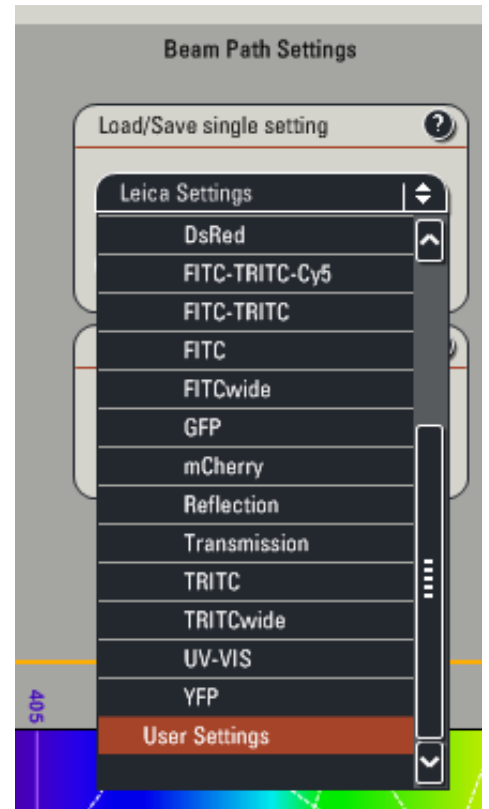 Beam Path Settings
Load/Save single setting ?
Leica Settings
DsRed
FITC-TRITC-Cy5
FITC-TRITC
FITC
FITCwide
GFP
mCherry
Reflection
Transmission
TRITC
TRITCwide
UV-VIS
YFP
User Settings
405